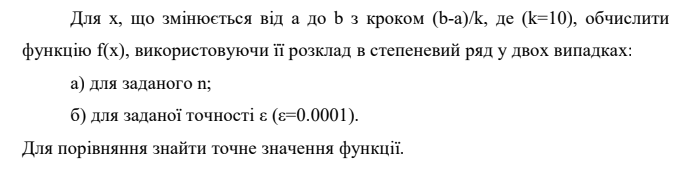 Для x, що змінюється від a до b з кроком (b-a)/k, де (k=10), обчислити
функцію f(x), використовуючи її розклад в степеневий ряд у двох випадках:
а) для заданого n;
б) для заданої точності ε (ε=0.0001).
Для порівняння знайти точне значення функції.